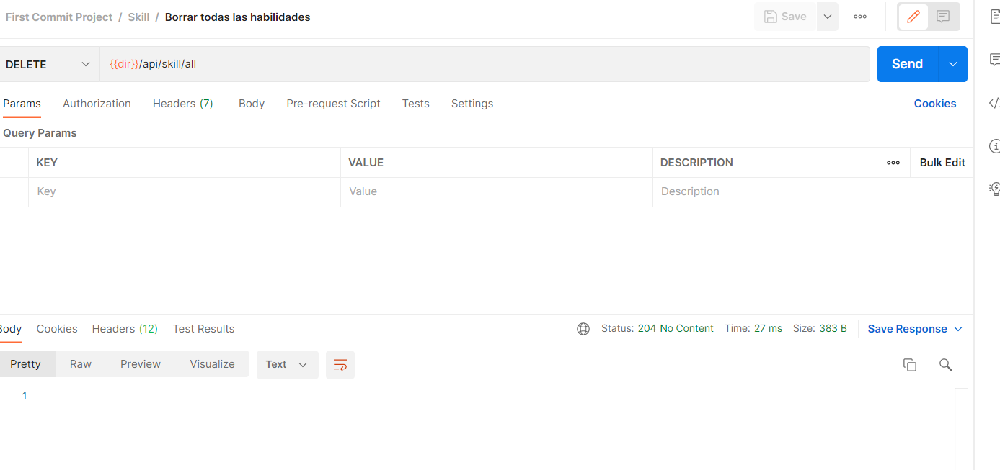 First Commit Project / Skill / Borrar todas las habilidades
Save
DELETE
{{dir}}/api/skill/all
Send
Params Authorization Headers (7) Body Pre-request Script Tests Settings Cookies
Query Params
KEY VALUE DESCRIPTION Bulk Edit
Key Value Description
Body Cookies Headers (12) Test Results Status: 204 No Content Time: 27 ms Size: 383 B Save Response
Pretty Raw Preview Visualize Text
1